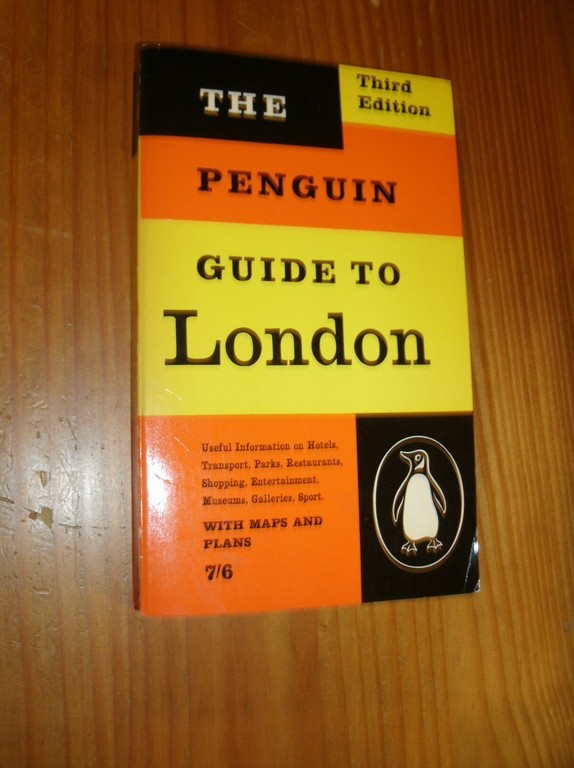 THE
Third
Edition
PENGUIN
GUIDE TO
London
Useful Information on Hotels,
Transport, Parks, Restaurants,
Shopping, Entertainment,
Museums, Galleries, Sport.
WITH MAPS AND
PLANS
7/6